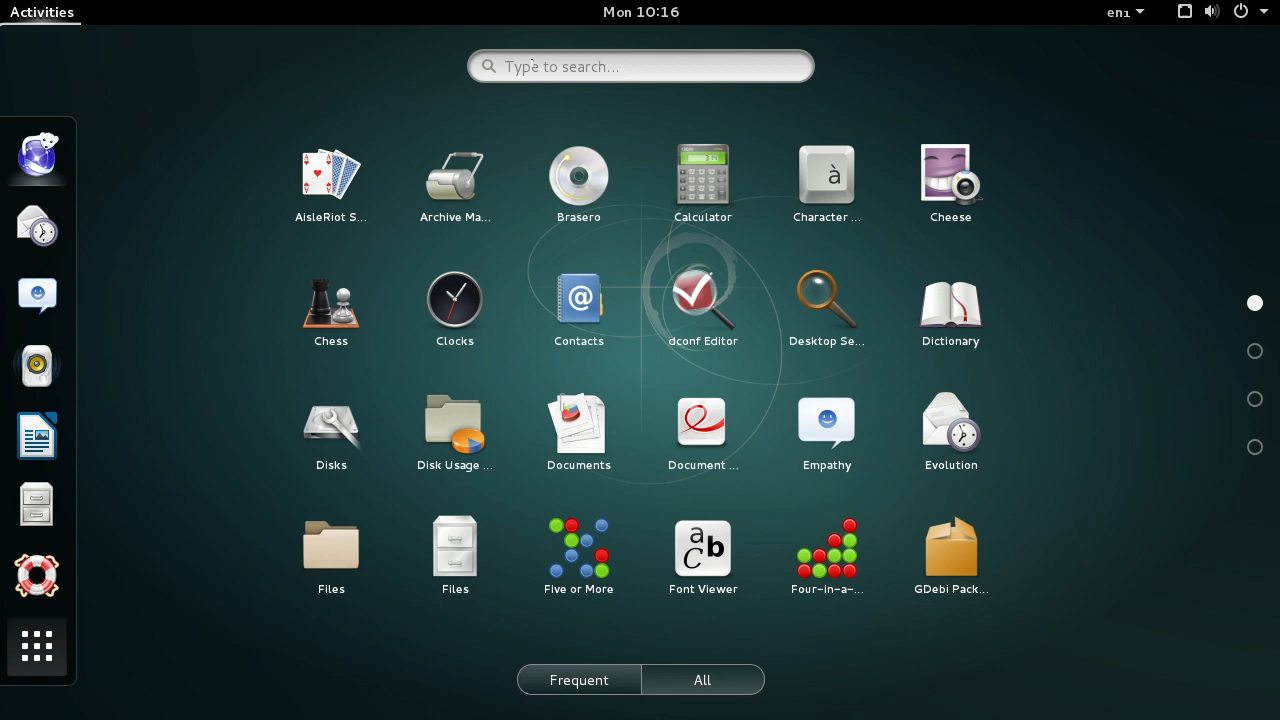 Activities
Mon 10:16
en1
Type to search...
AisleRiot S...
Archive Ma...
Brasero
Calculator
Character ...
Cheese
Chess
Clocks
Contacts
dconf Editor
Desktop Se...
Dictionary
Disks
Disk Usage ...
Documents
Document ...
Empathy
Evolution
Files
Files
Five or More
Font Viewer
Four-in-a-...
GDebi Pack...
Frequent
All